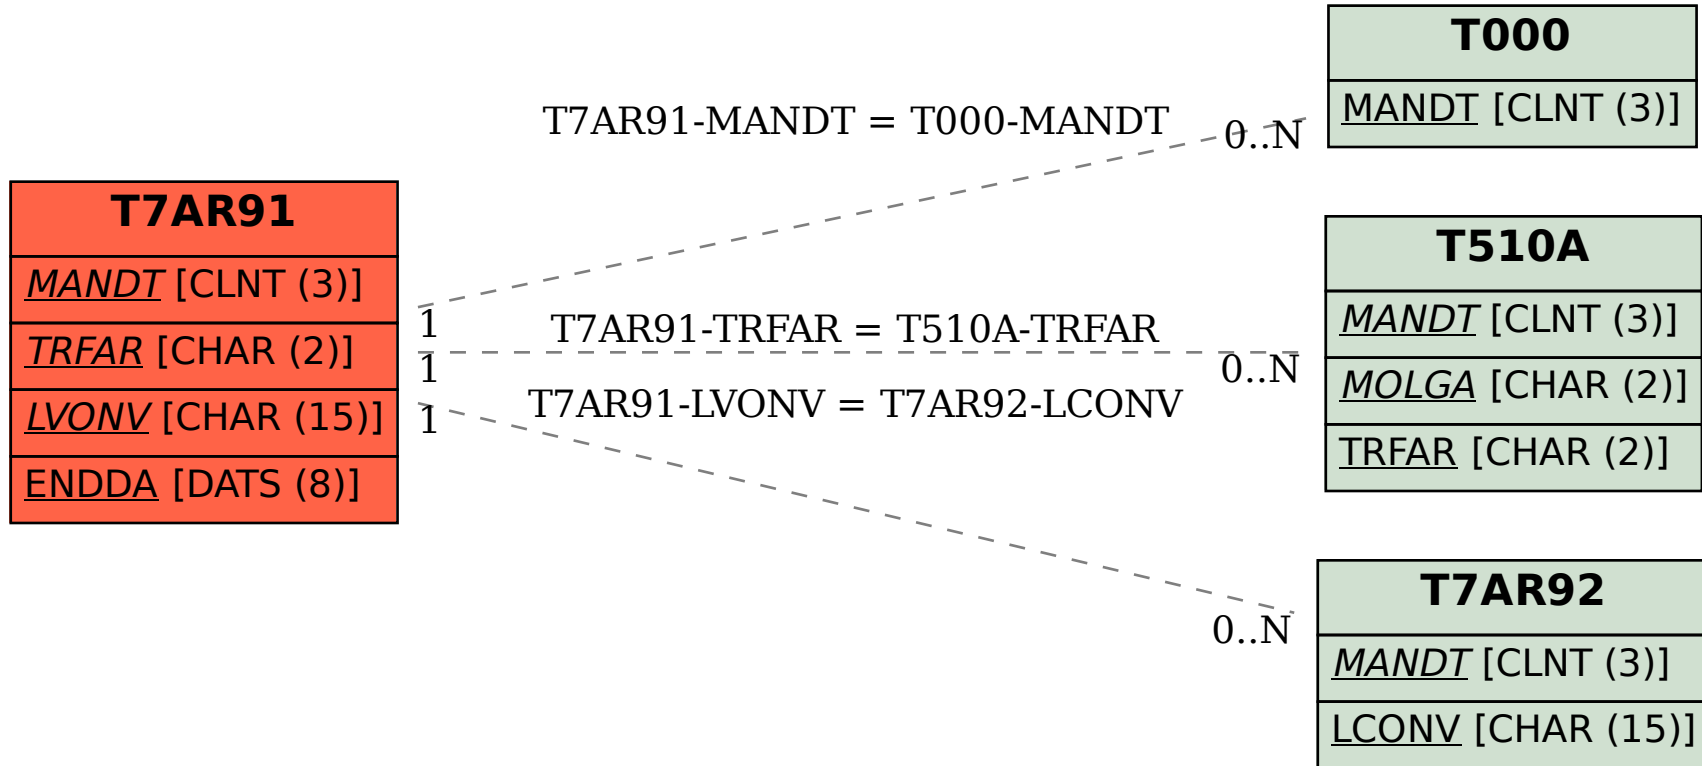 T000
MANDT [CLNT (3)]
T7AR91-MANDT = T000-MANDT
0..N
T7AR91
MANDT [CLNT (3)]
TRFAR [CHAR (2)]
LVONV [CHAR (15)]
ENDDA [DATS (8)]
1
T7AR91-TRFAR = T510A-TRFAR
1
0..N
T7AR91-LVONV = T7AR92-LCONV
1
T510A
MANDT [CLNT (3)]
MOLGA [CHAR (2)]
TRFAR [CHAR (2)]
0..N
T7AR92
MANDT [CLNT (3)]
LCONV [CHAR (15)]